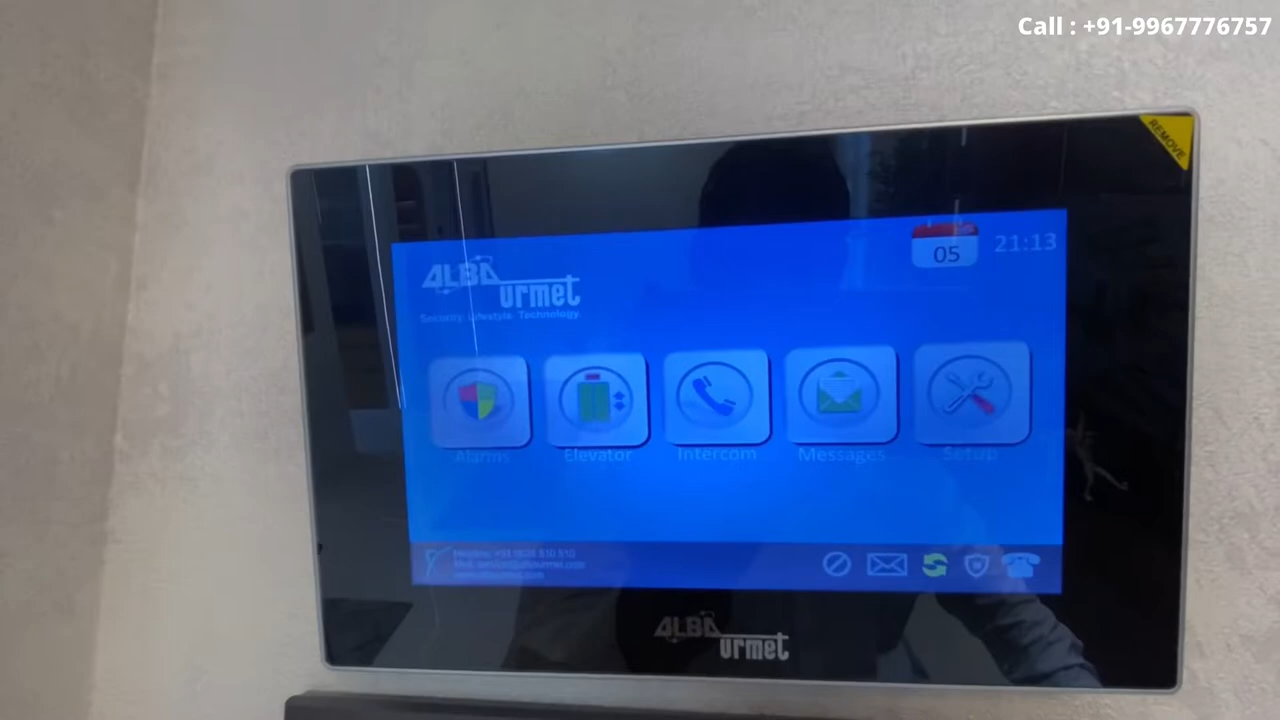 Call : +91-9967776757
REMOVE
05
21:13
ALBA
urmet
Security. Lifestyle. Technology.
Alarms
Elevator
Intercom
Messages
Setup
ALBA
urmet